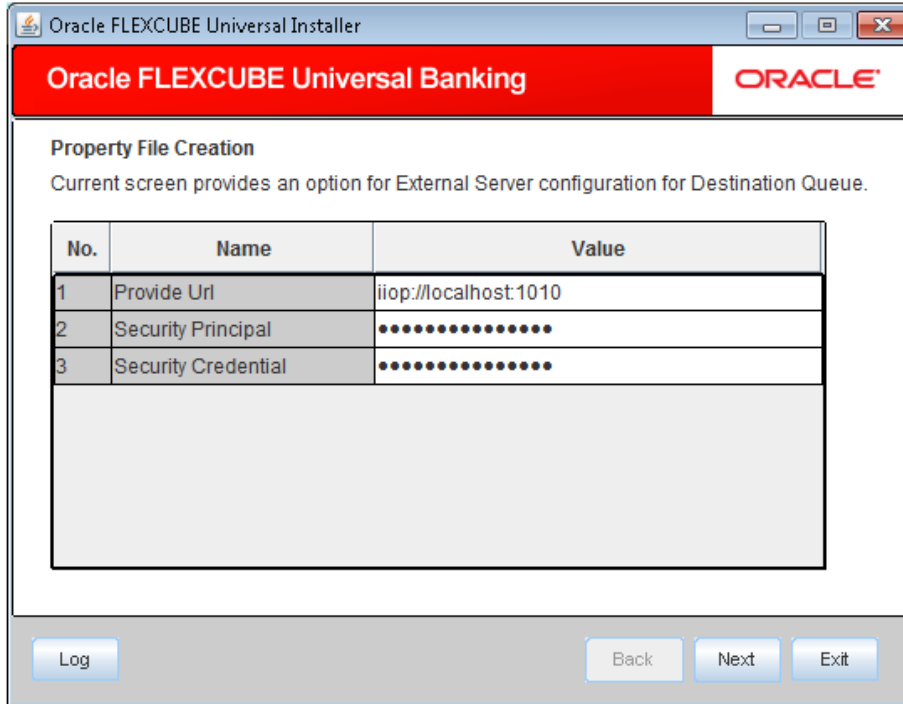 Oracle FLEXCUBE Universal Installer
Oracle FLEXCUBE Universal Banking
ORACLE
Property File Creation
Current screen provides an option for External Server configuration for Destination Queue.
No. Name Value
1 Provide Url iiop://localhost:1010
2 Security Principal •••••••••••••••
3 Security Credential •••••••••••••••
Log Back Next Exit